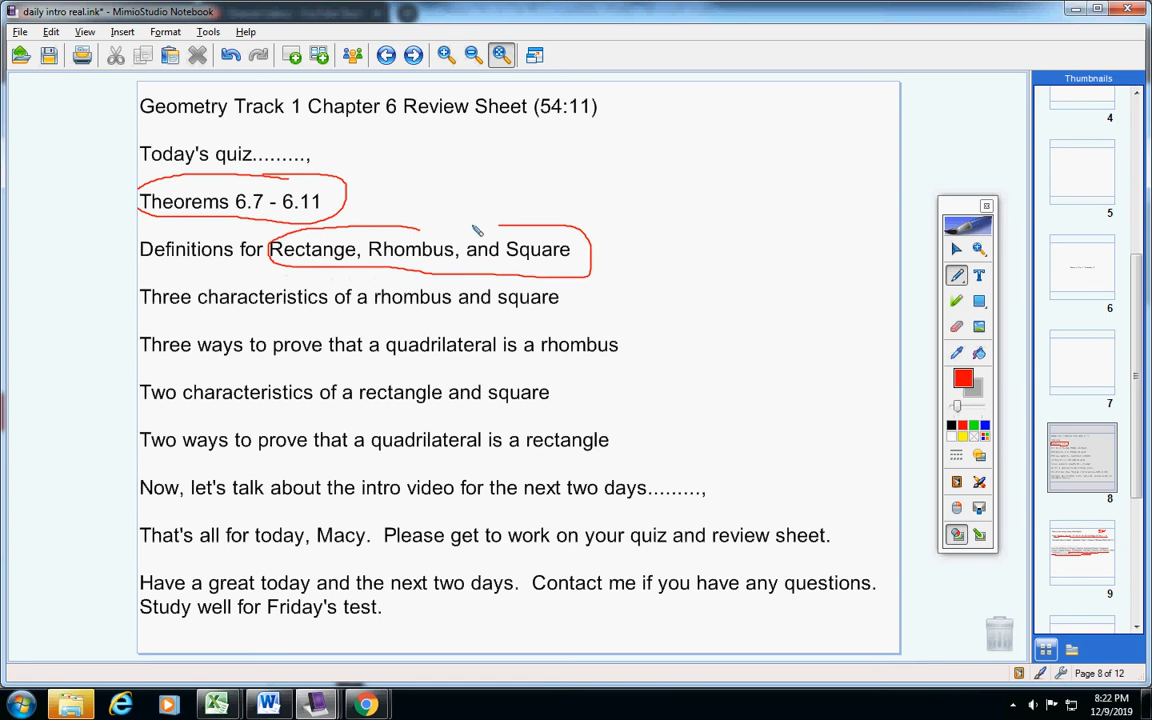 daily intro real.ink* - MimioStudio Notebook
File Edit View Insert Format Tools Help
Thumbnails
Geometry Track 1 Chapter 6 Review Sheet (54:11)
Today's quiz.........,
Theorems 6.7 - 6.11
Definitions for Rectange, Rhombus, and Square
Three characteristics of a rhombus and square
Three ways to prove that a quadrilateral is a rhombus
Two characteristics of a rectangle and square
Two ways to prove that a quadrilateral is a rectangle
Now, let's talk about the intro video for the next two days.........,
That's all for today, Macy.  Please get to work on your quiz and review sheet.
Have a great today and the next two days.  Contact me if you have any questions.
Study well for Friday's test.
4
5
6
7
8
9
Page 8 of 12
8:22 PM
12/9/2019